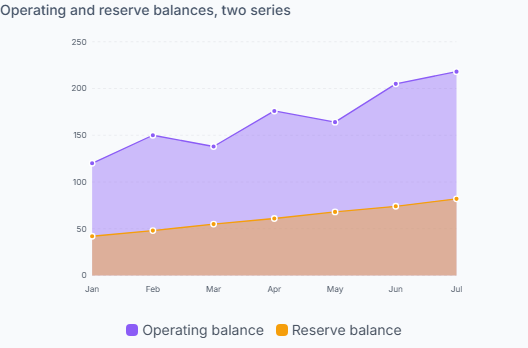 Operating and reserve balances, two series
250
200
150
100
50
0
Jan Feb Mar Apr May Jun Jul
Operating balance Reserve balance